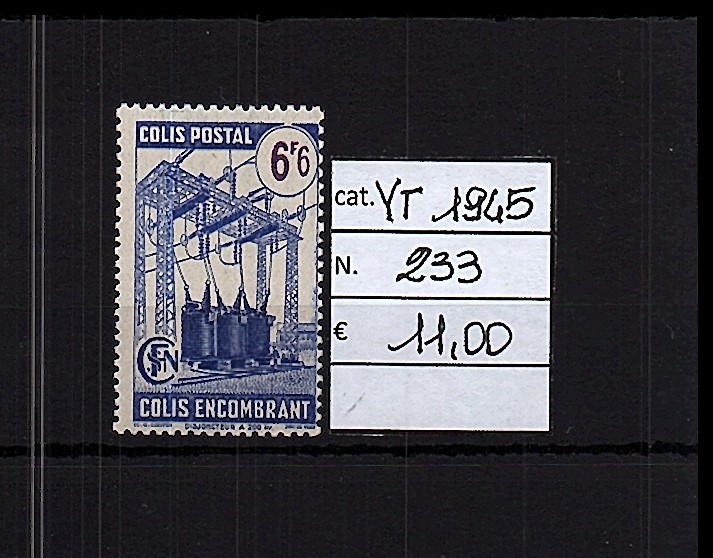 COLIS POSTAL
6F6
SNCF
COLIS ENCOMBRANT
DISJONCTEUR A 200 KV
cat. YT 1945
N. 233
€ 11,00